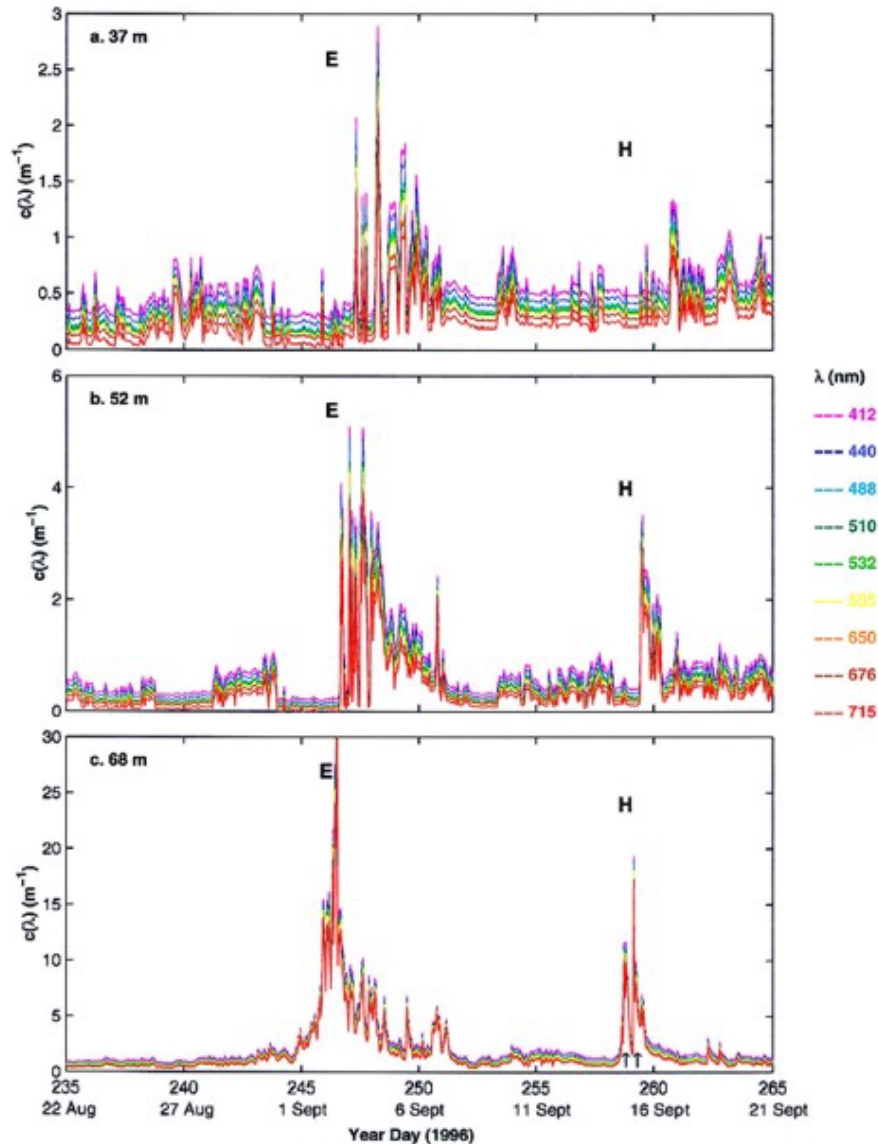 a. 37 m
E
H
c(λ) (m⁻¹)
3
2.5
2
1.5
1
0.5
0
b. 52 m
E
H
c(λ) (m⁻¹)
6
4
2
0
c. 68 m
E
H
c(λ) (m⁻¹)
30
25
20
15
10
5
0
235 240 245 250 255 260 265
22 Aug 27 Aug 1 Sept 6 Sept 11 Sept 16 Sept 21 Sept
Year Day (1996)
λ (nm)
412
440
488
510
532
555
650
676
715